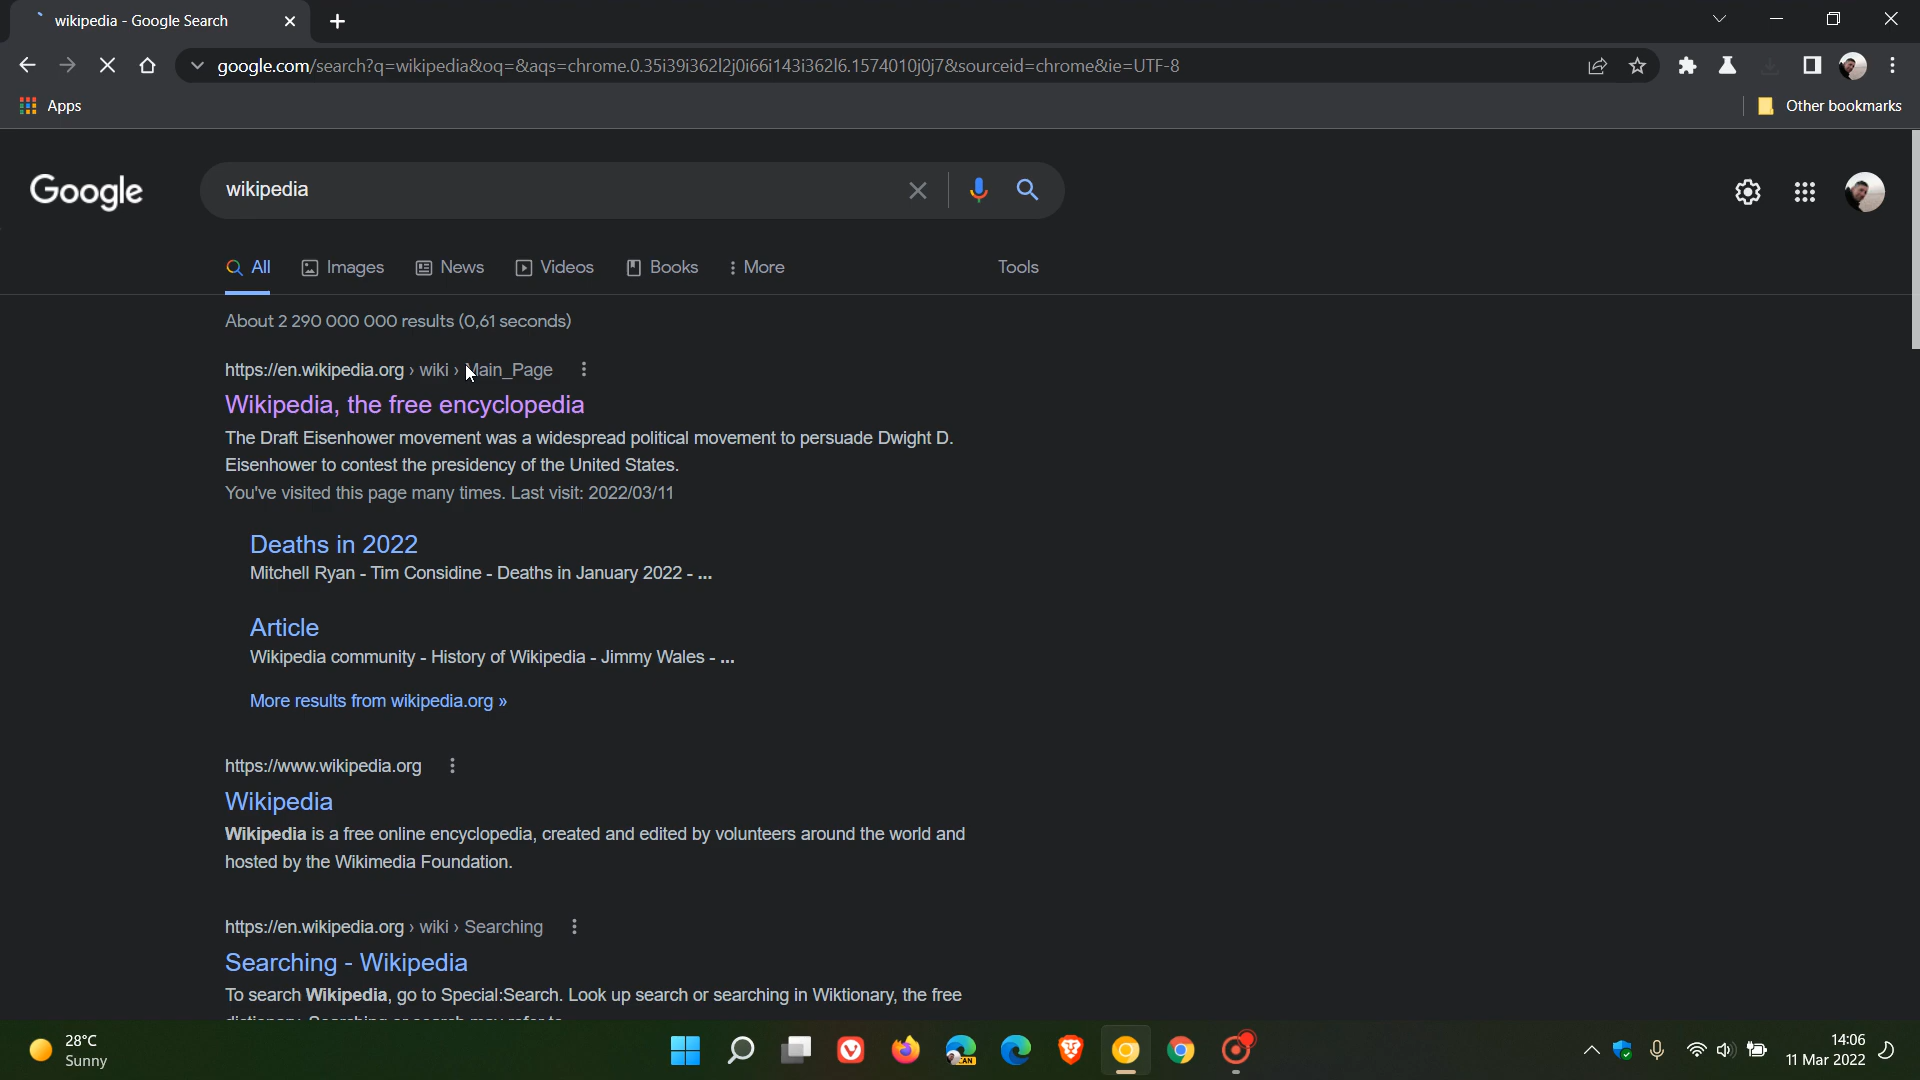 wikipedia - Google Search
google.com/search?q=wikipedia&oq=&aqs=chrome.0.35i39i362l2j0i66i143i362l6.1574010j0j7&sourceid=chrome&ie=UTF-8
Apps
Other bookmarks
Google
wikipedia
All Images News Videos Books More Tools
About 2 290 000 000 results (0,61 seconds)
https://en.wikipedia.org › wiki › Main_Page
Wikipedia, the free encyclopedia
The Draft Eisenhower movement was a widespread political movement to persuade Dwight D.
Eisenhower to contest the presidency of the United States.
You've visited this page many times. Last visit: 2022/03/11
Deaths in 2022
Mitchell Ryan - Tim Considine - Deaths in January 2022 - ...
Article
Wikipedia community - History of Wikipedia - Jimmy Wales - ...
More results from wikipedia.org »
https://www.wikipedia.org
Wikipedia
Wikipedia is a free online encyclopedia, created and edited by volunteers around the world and
hosted by the Wikimedia Foundation.
https://en.wikipedia.org › wiki › Searching
Searching - Wikipedia
To search Wikipedia, go to Special:Search. Look up search or searching in Wiktionary, the free
28°C
Sunny
CAN
14:06
11 Mar 2022